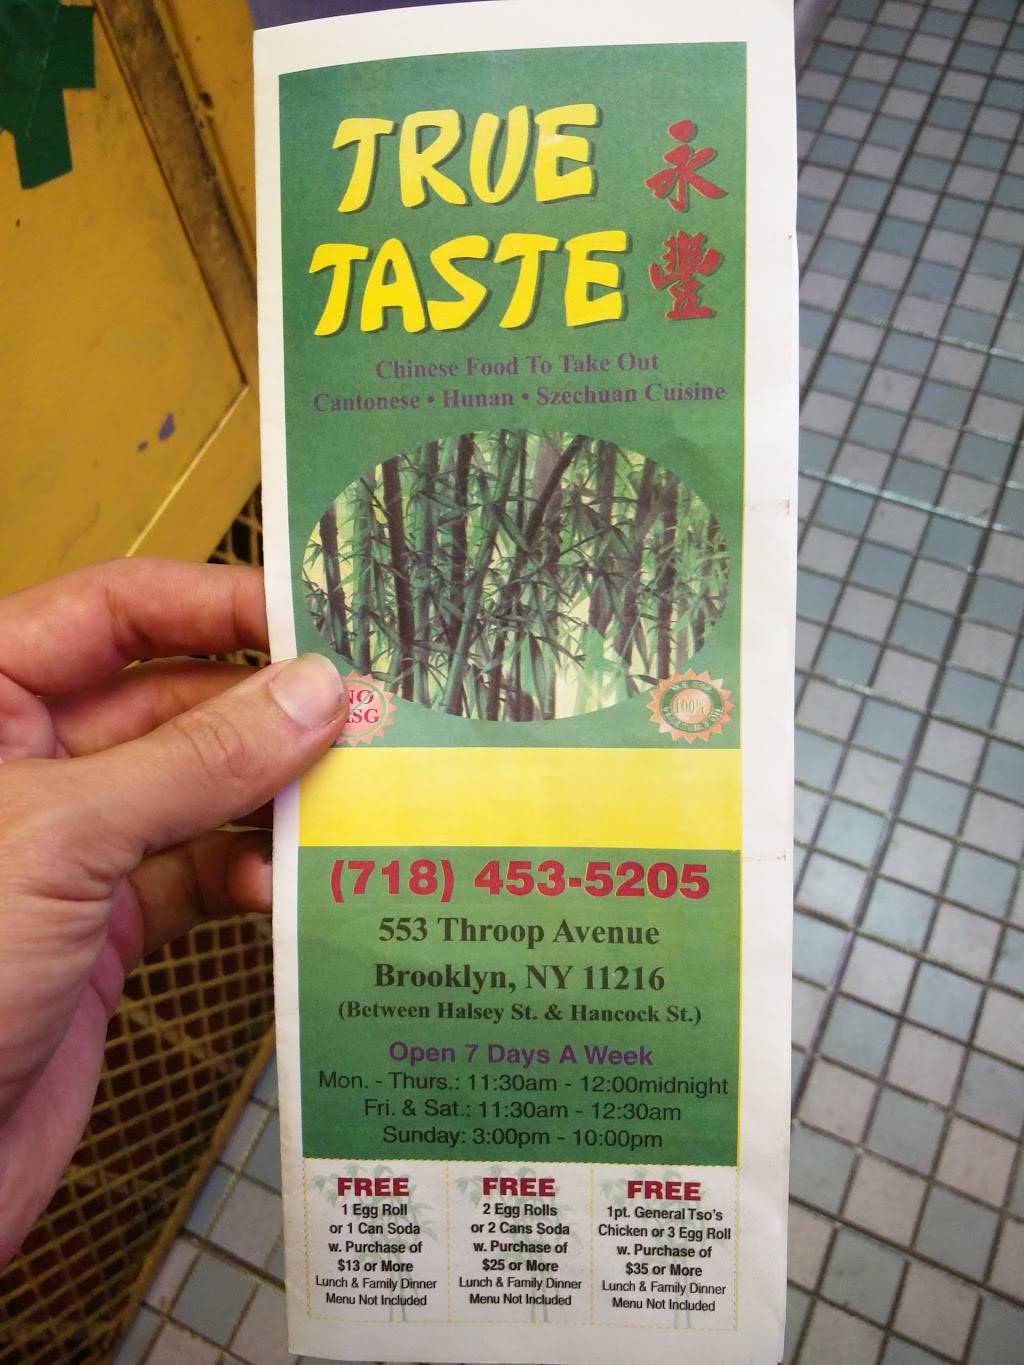 TRUE
TASTE
永豐
Chinese Food To Take Out
Cantonese • Hunan • Szechuan Cuisine
NO
MSG
100%
(718) 453-5205
553 Throop Avenue
Brooklyn, NY 11216
(Between Halsey St. & Hancock St.)
Open 7 Days A Week
Mon. - Thurs.: 11:30am - 12:00midnight
Fri. & Sat.: 11:30am - 12:30am
Sunday: 3:00pm - 10:00pm
FREE
1 Egg Roll
or 1 Can Soda
w. Purchase of
$13 or More
Lunch & Family Dinner
Menu Not Included
FREE
2 Egg Rolls
or 2 Cans Soda
w. Purchase of
$25 or More
Lunch & Family Dinner
Menu Not Included
FREE
1pt. General Tso's
Chicken or 3 Egg Roll
w. Purchase of
$35 or More
Lunch & Family Dinner
Menu Not Included